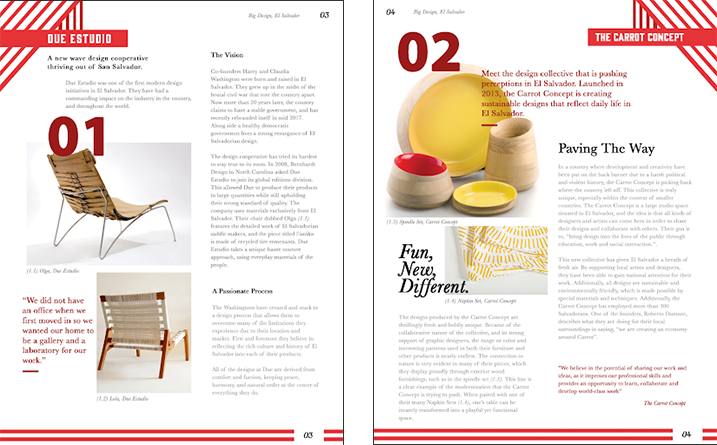 Big Design, El Salvador
03
DUE ESTUDIO
A new wave design cooperative
thriving out of San Salvador.
Due Estudio was one of the first modern design
initiatives in El Salvador. They have had a
commanding impact on the industry in the country,
and throughout the world.
01
(1.1) Olga, Due Estudio
“We did not have
an office when we
first moved in so we
wanted our home to
be a gallery and a
laboratory for our
work.”
(1.2) Lola, Due Estudio
The Vision
Co-founders Harry and Claudia
Washington were born and raised in El
Salvador. They grew up in the midst of the
brutal civil war that tore the country apart.
Now more than 20 years later, the country
claims to have a stable government, and has
recently rebranded itself in mid 2017.
Along side a healthy democratic
government lives a strong resurgence of El
Salvadorian design.
The design cooperative has tried its hardest
to stay true to its roots. In 2008, Bernhardt
Design in North Carolina asked Due
Estudio to join its global editions division.
This allowed Due to produce their products
in large quantities while still upholding
their strong standard of quality. The
company uses materials exclusively from El
Salvador. Their chair dubbed Olga (1.1)
features the detailed work of El Salvadorian
saddle makers, and the piece titled
is made of recycled tire remenants. Due
Estudio takes a unique haute couture
approach, using everyday materials of the
people.
A Passionate Process
The Washingtons have created and stuck to
a design process that allows them to
overcome many of the limitations they
experience due to their location and
market. First and foremost they believe in
reflecting the rich culture and history of El
Salvador into each of their products.
All of the designs at Due are derived from
comfort and function, keeping peace,
harmony, and natural order at the center of
everything they do.
03
04
Big Design, El Salvador
THE CARROT CONCEPT
02
Meet the design collective that is pushing
perceptions in El Salvador. Launched in
2013, the Carrot Concept is creating
sustainable designs that reflect daily life in
El Salvador.
(1.3) Spindle Set, Carrot Concept
Fun,
New,
Different.
(1.4) Napkin Set, Carrot Concept
The designs produced by the Carrot Concept are
thrillingly fresh and boldly unique. Because of the
collaborative nature of the collective, and its strong
support of graphic designers, the usage or color and
interesting patterns used in both their furniture and
other products is nearly endless. The connection to
nature is very evident in many of their pieces, which
they display proudly through exterior wood
furnishings, such as in the spindle set (1.3). This line is
a clear example of the modernization that the Carrot
Concept is trying to push. When paired with one of
their many Napkin Sets (1.4), one’s table can be
instantly transformed into a playful yet functional
space.
Paving The Way
In a country where development and creativity have
been put on the back burner due to a harsh political
and violent history, the Carrot Concept is picking back
where the country left off. This collective is truly
unique, especially within the context of smaller
countries. The Carrot Concept is a large studio space
situated in El Salvador, and the idea is that all kinds of
designers and artists can come here in order to share
their designs and collaborate with others. Their goal is
to, “bring design into the lives of the public through
education, work and social interaction.”.
This new collective has given El Salvador a breath of
fresh air. By supporting local artists and designers,
they have been able to gain national attention for their
work. Additionally, all designs are sustainable and
environmentally friendly, which is made possible by
special materials and techniques. Additionally, the
Carrot Concept has employed more than 300
Salvadorans. One of the founders, Roberto Dumont,
describes what they are doing for their local
surroundings in saying, “we are creating an economy
around Carrot”.
“We believe in the potential of sharing our work and
ideas, as it improves our professional skills and
provides an opportunity to learn, collaborate and
develop world-class work”
The Carrot Concept
04